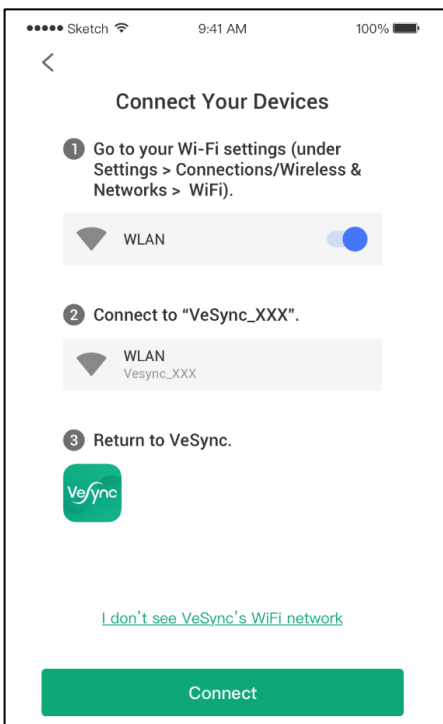 Sketch 9:41 AM 100%
Connect Your Devices
1 Go to your Wi-Fi settings (under
Settings > Connections/Wireless &
Networks > WiFi).
WLAN
2 Connect to “VeSync_XXX”.
WLAN
Vesync_XXX
3 Return to VeSync.
VeSync
I don’t see VeSync’s WiFi network
Connect